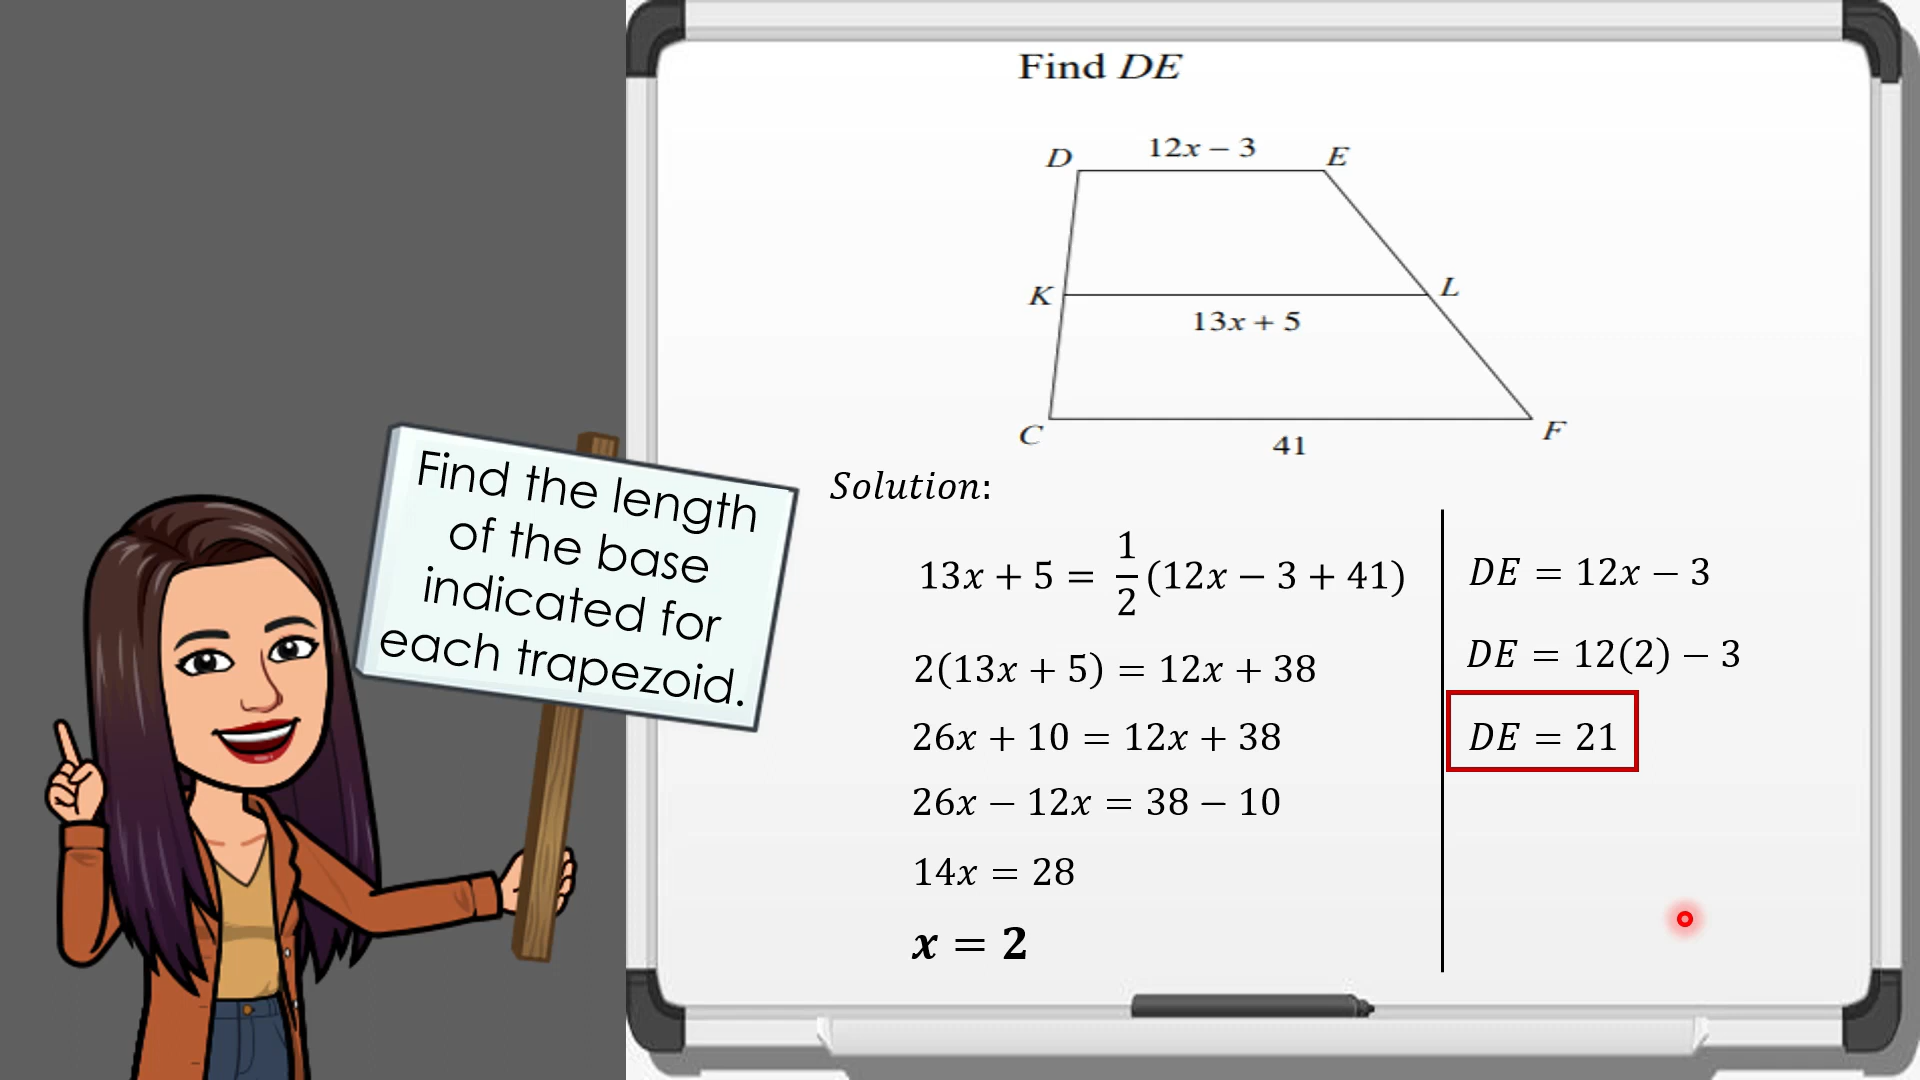 Find DE
D 12x − 3 E
K L
13x + 5
C F
41
Find the length
of the base
indicated for
each trapezoid.
Solution:
13x + 5 = 1/2 (12x − 3 + 41)
2(13x + 5) = 12x + 38
26x + 10 = 12x + 38
26x − 12x = 38 − 10
14x = 28
x = 2
DE = 12x − 3
DE = 12(2) − 3
DE = 21